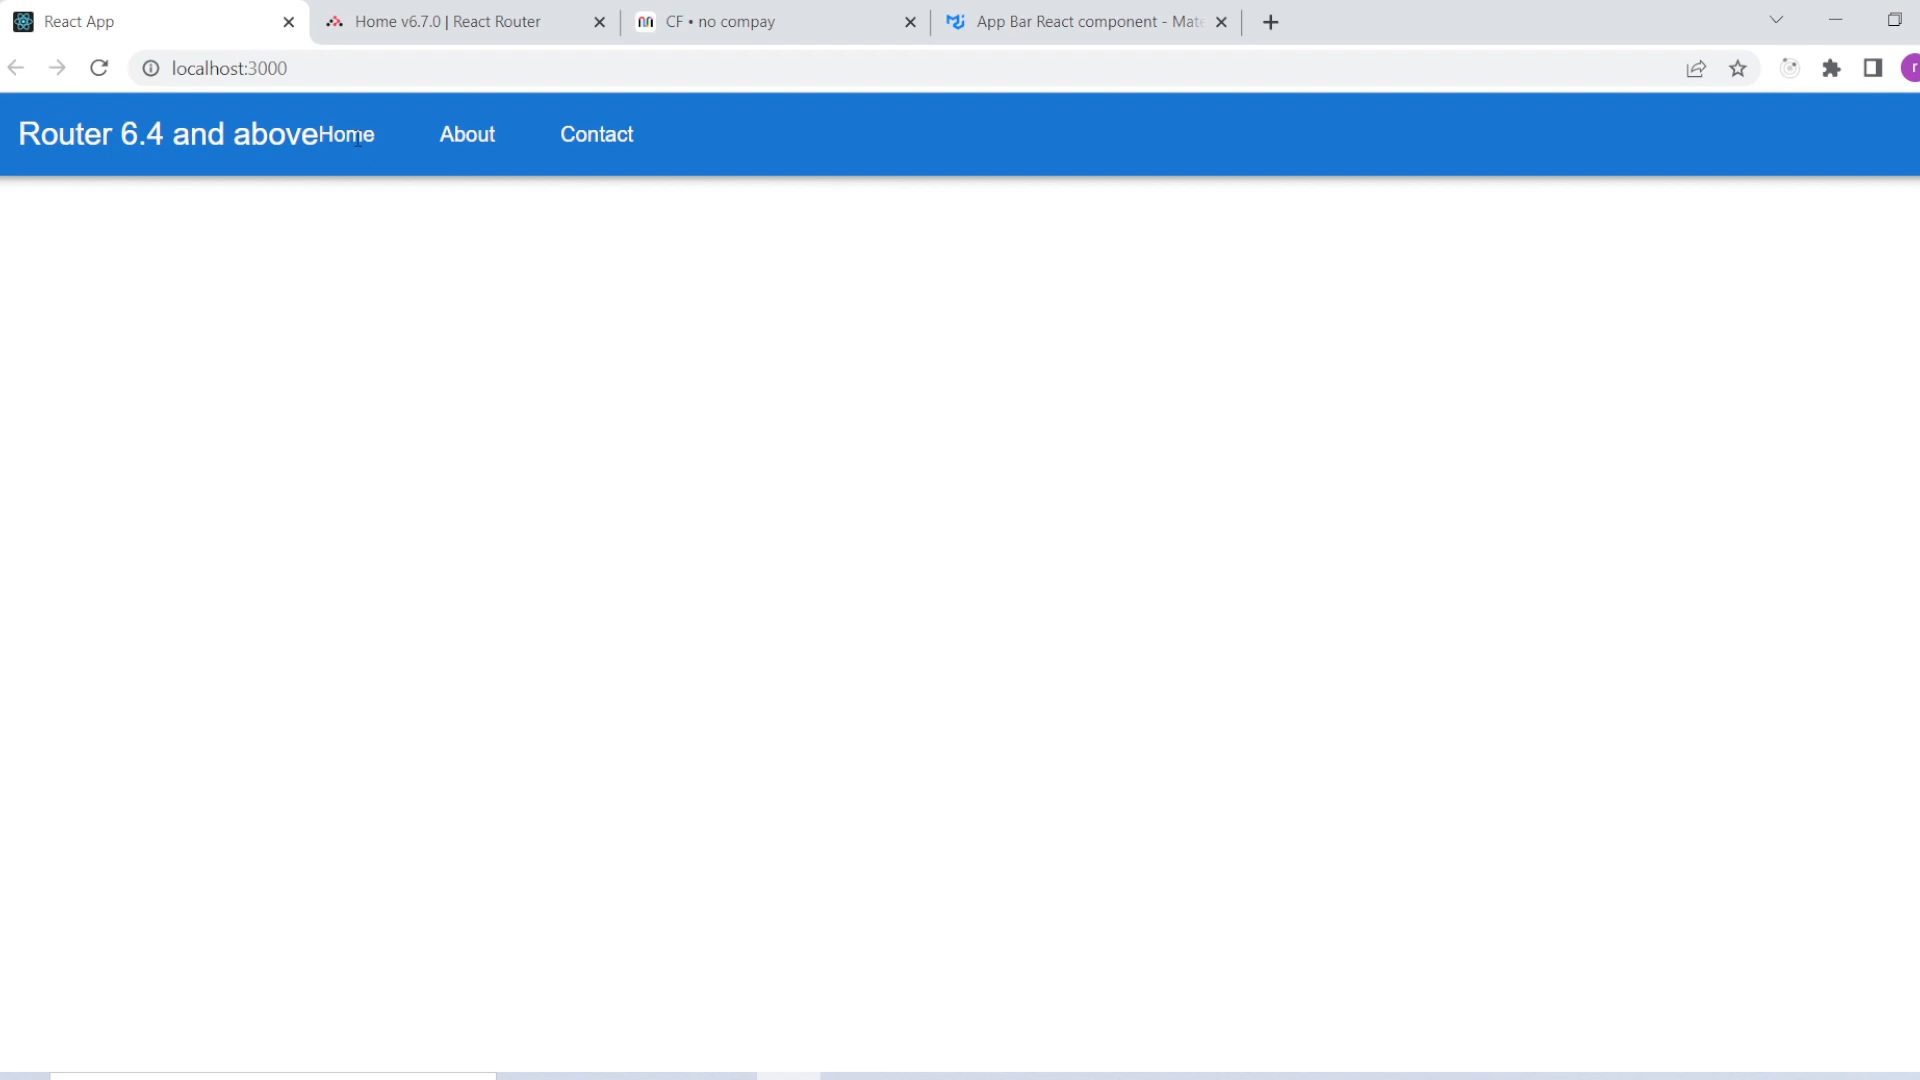 React App
Home v6.7.0 | React Router
CF • no compay
App Bar React component - Mate
localhost:3000
r
Router 6.4 and aboveHome About Contact